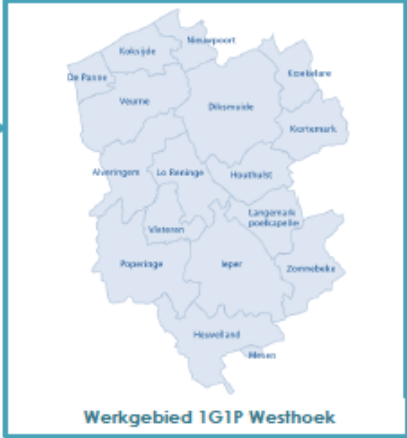 Nieuwpoort
Koksijde
De Panne
Koekelare
Veurne
Diksmuide
Kortemark
Alveringem
Lo Reninge
Houthulst
Langemark
poelkapelle
Vleteren
Poperinge
Ieper
Zonnebeke
Heuvelland
Mesen
Werkgebied 1G1P Westhoek